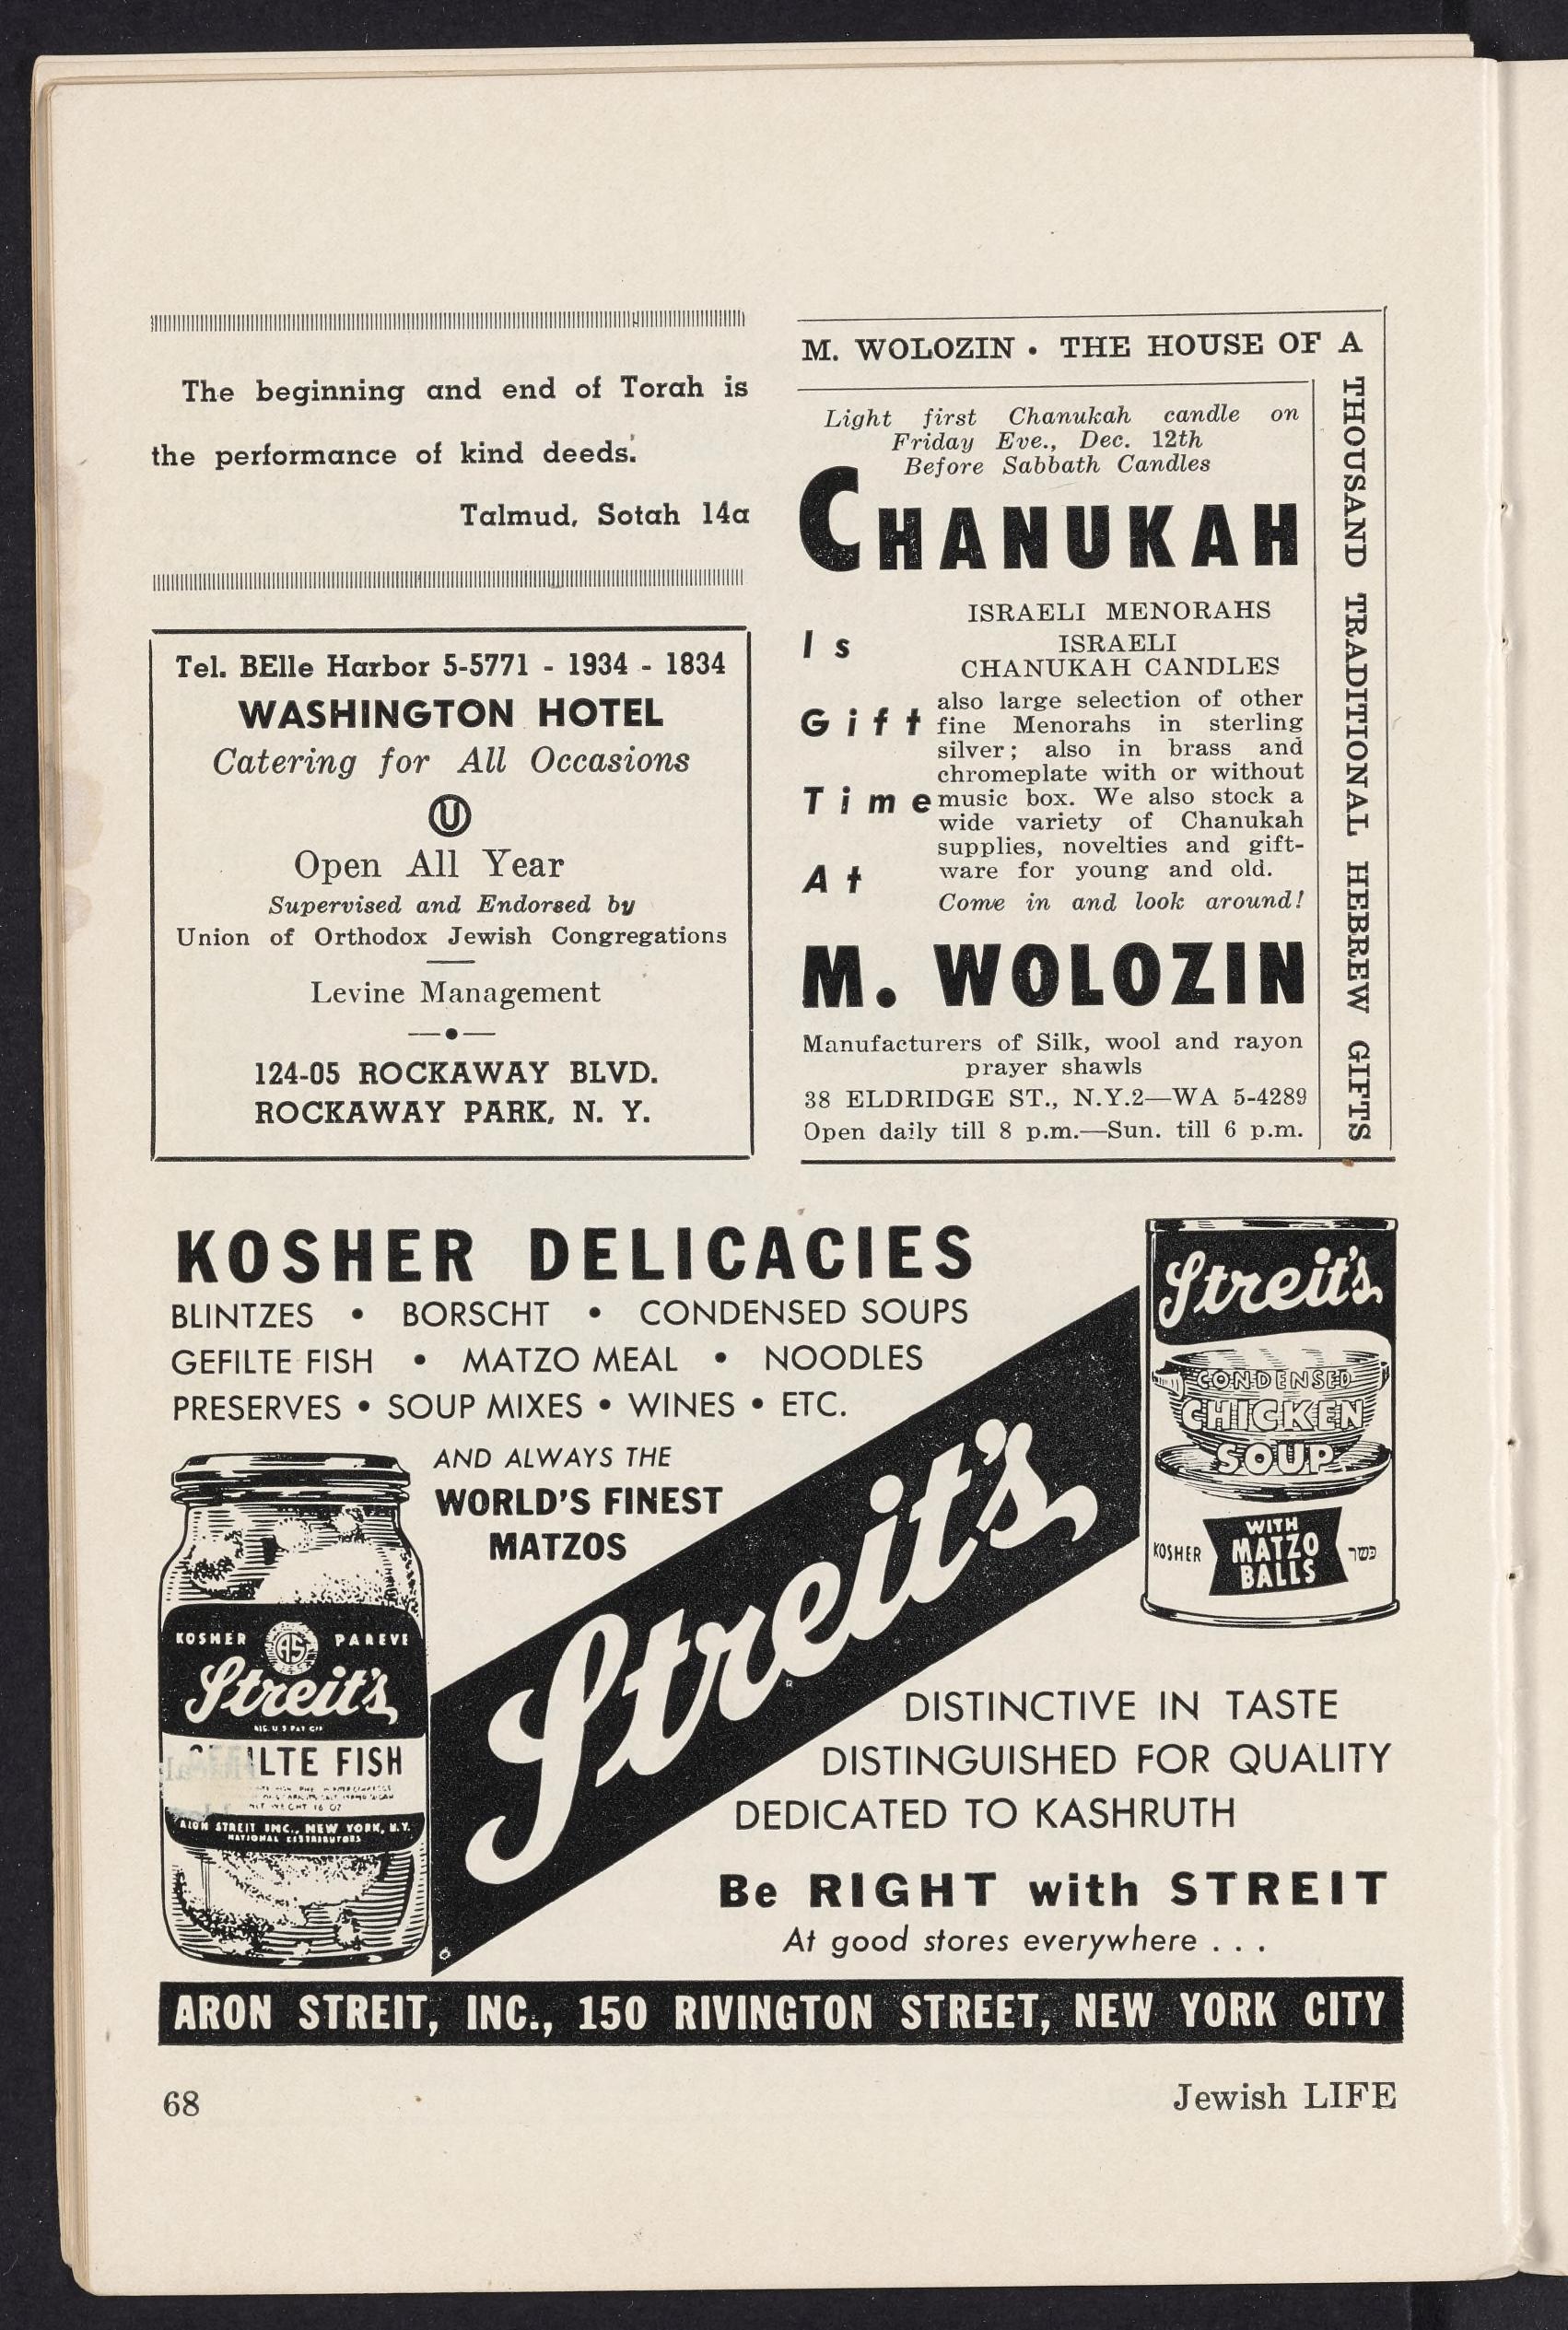 The beginning and end of Torah is
the performance of kind deeds.
Talmud, Sotah 14a
Tel. BElle Harbor 5-5771 - 1934 - 1834
WASHINGTON HOTEL
Catering for All Occasions
U
Open All Year
Supervised and Endorsed by
Union of Orthodox Jewish Congregations
Levine Management
124-05 ROCKAWAY BLVD.
ROCKAWAY PARK, N. Y.
M. WOLOZIN • THE HOUSE OF A
THOUSAND TRADITIONAL HEBREW GIFTS
Light first Chanukah candle on
Friday Eve., Dec. 12th
Before Sabbath Candles
CHANUKAH
Is
Gift
Time
At
ISRAELI MENORAHS
ISRAELI
CHANUKAH CANDLES
also large selection of other
fine Menorahs in sterling
silver; also in brass and
chromeplate with or without
music box. We also stock a
wide variety of Chanukah
supplies, novelties and gift-
ware for young and old.
Come in and look around!
M. WOLOZIN
Manufacturers of Silk, wool and rayon
prayer shawls
38 ELDRIDGE ST., N.Y.2—WA 5-4289
Open daily till 8 p.m.—Sun. till 6 p.m.
KOSHER DELICACIES
BLINTZES • BORSCHT • CONDENSED SOUPS
GEFILTE FISH • MATZO MEAL • NOODLES
PRESERVES • SOUP MIXES • WINES • ETC.
AND ALWAYS THE
WORLD'S FINEST
MATZOS
Streit's
Streit's
CONDENSED
CHICKEN
SOUP
WITH
MATZO
BALLS
KOSHER
כשר
KOSHER AS PAREVE
Streit's
REG. U S PAT OFF
ILTE FISH
NET WEIGHT 16 OZ
ARON STREIT INC., NEW YORK, N.Y.
NATIONAL DISTRIBUTORS
DISTINCTIVE IN TASTE
DISTINGUISHED FOR QUALITY
DEDICATED TO KASHRUTH
Be RIGHT with STREIT
At good stores everywhere . . .
ARON STREIT, INC., 150 RIVINGTON STREET, NEW YORK CITY
68
Jewish LIFE